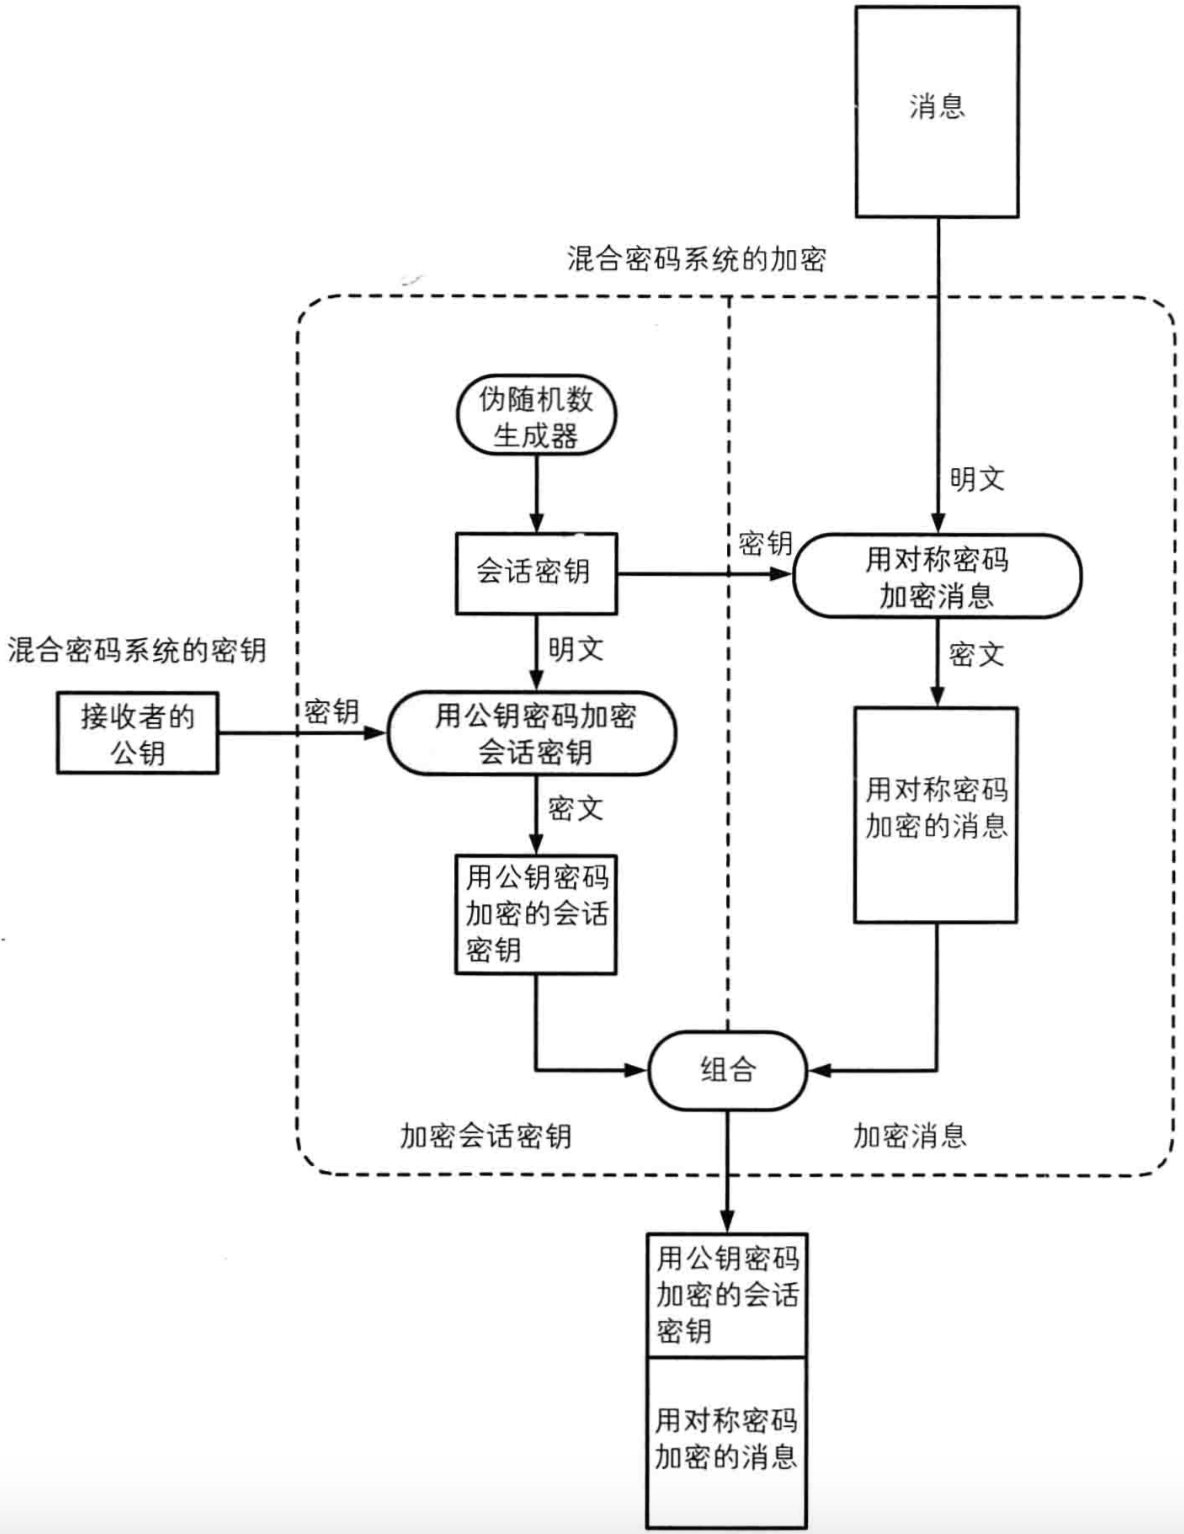 消息
混合密码系统的加密
伪随机数
生成器
明文
会话密钥
密钥
用对称密码
加密消息
混合密码系统的密钥
明文
密文
接收者的
公钥
密钥
用公钥密码加密
会话密钥
密文
用对称密码
加密的消息
用公钥密码
加密的会话
密钥
组合
加密会话密钥
加密消息
用公钥密码
加密的会话
密钥
用对称密码
加密的消息